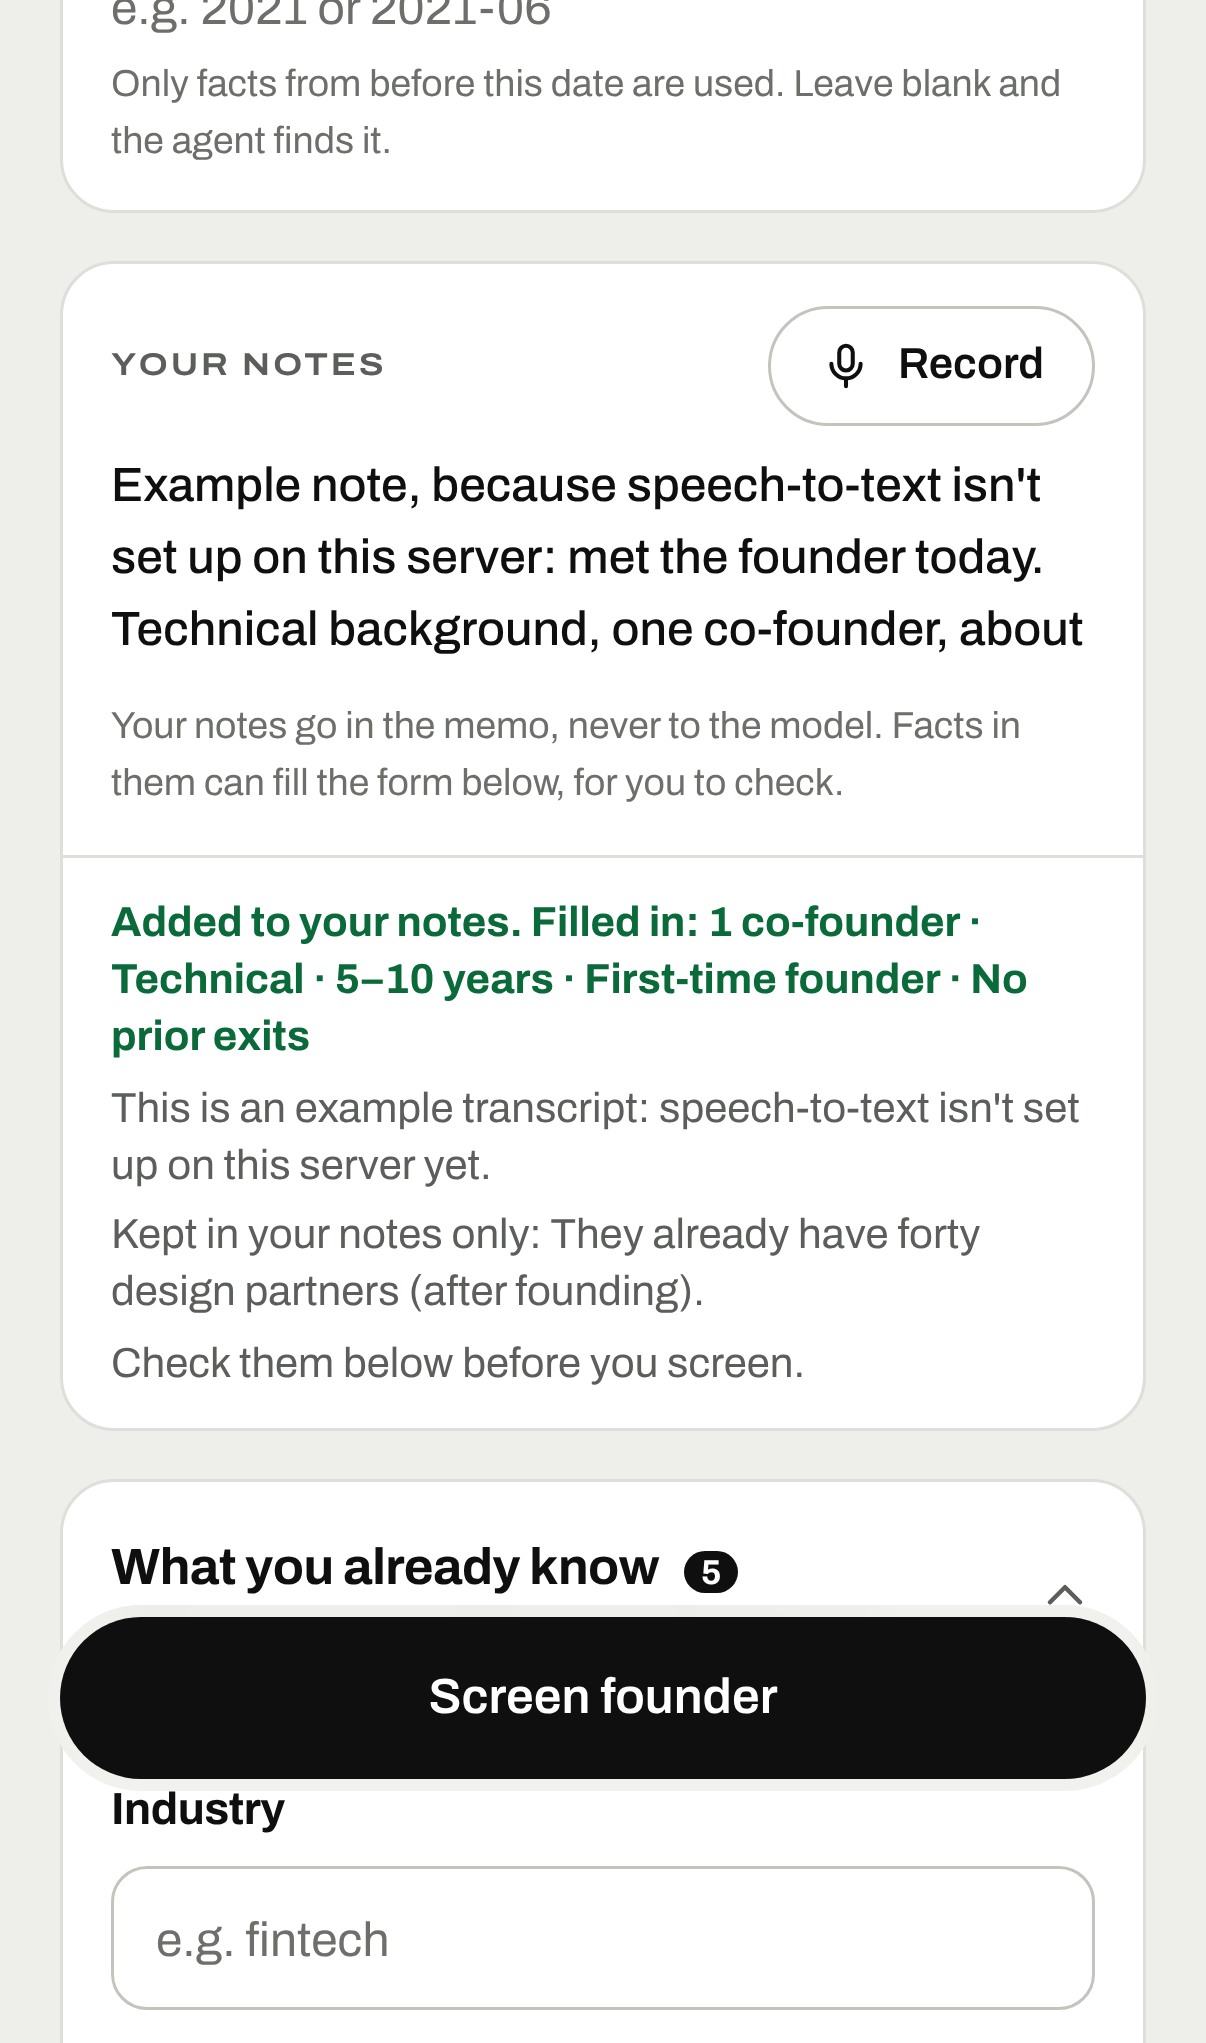 e.g. 2021 or 2021-06
Only facts from before this date are used. Leave blank and
the agent finds it.
YOUR NOTES
Record
Example note, because speech-to-text isn't
set up on this server: met the founder today.
Technical background, one co-founder, about
Your notes go in the memo, never to the model. Facts in
them can fill the form below, for you to check.
Added to your notes. Filled in: 1 co-founder ·
Technical · 5–10 years · First-time founder · No
prior exits
This is an example transcript: speech-to-text isn't set
up on this server yet.
Kept in your notes only: They already have forty
design partners (after founding).
Check them below before you screen.
What you already know 5
Screen founder
Industry
e.g. fintech